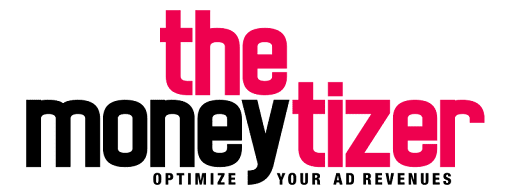 the
moneytizer
OPTIMIZE YOUR AD REVENUES